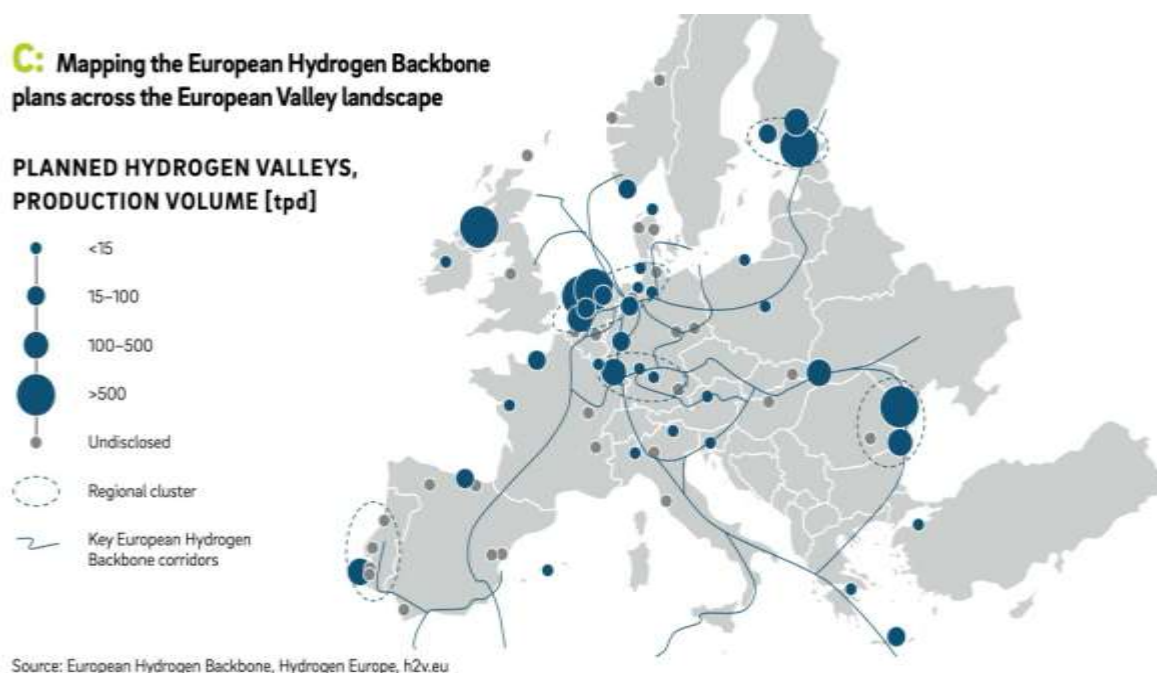 C: Mapping the European Hydrogen Backbone
plans across the European Valley landscape
PLANNED HYDROGEN VALLEYS,
PRODUCTION VOLUME [tpd]
<15
15–100
100–500
>500
Undisclosed
Regional cluster
Key European Hydrogen
Backbone corridors
Source: European Hydrogen Backbone, Hydrogen Europe, h2v.eu